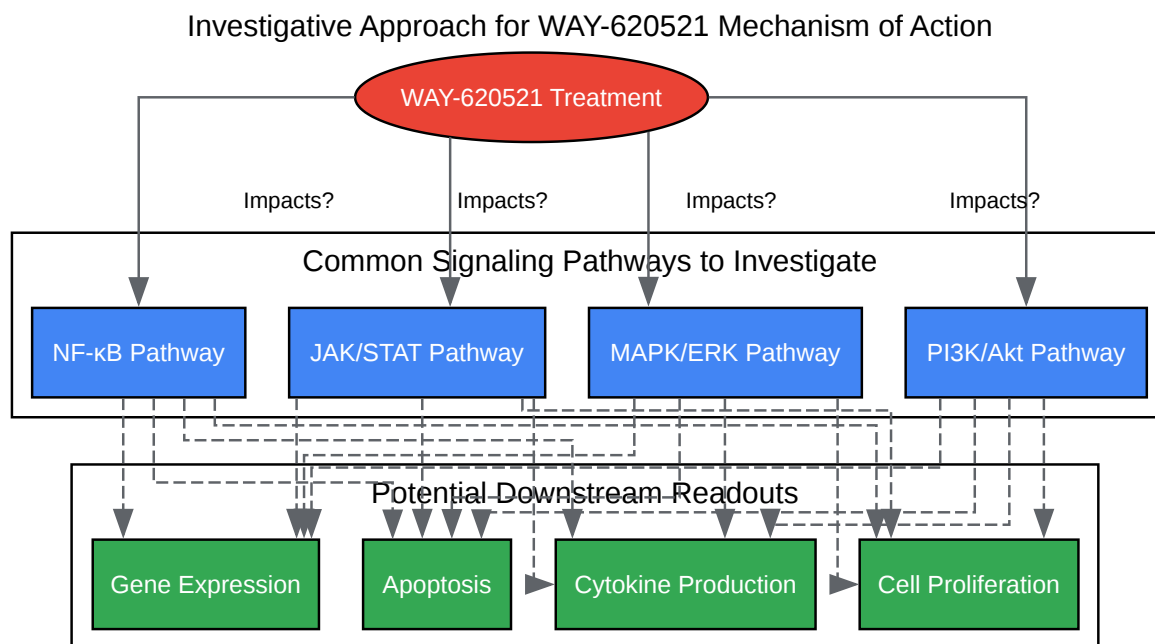 Investigative Approach for WAY-620521 Mechanism of Action
WAY-620521 Treatment
Impacts?
Impacts?
Impacts?
Impacts?
Common Signaling Pathways to Investigate
NF-κB Pathway
JAK/STAT Pathway
MAPK/ERK Pathway
PI3K/Akt Pathway
Potential Downstream Readouts
Gene Expression
Apoptosis
Cytokine Production
Cell Proliferation